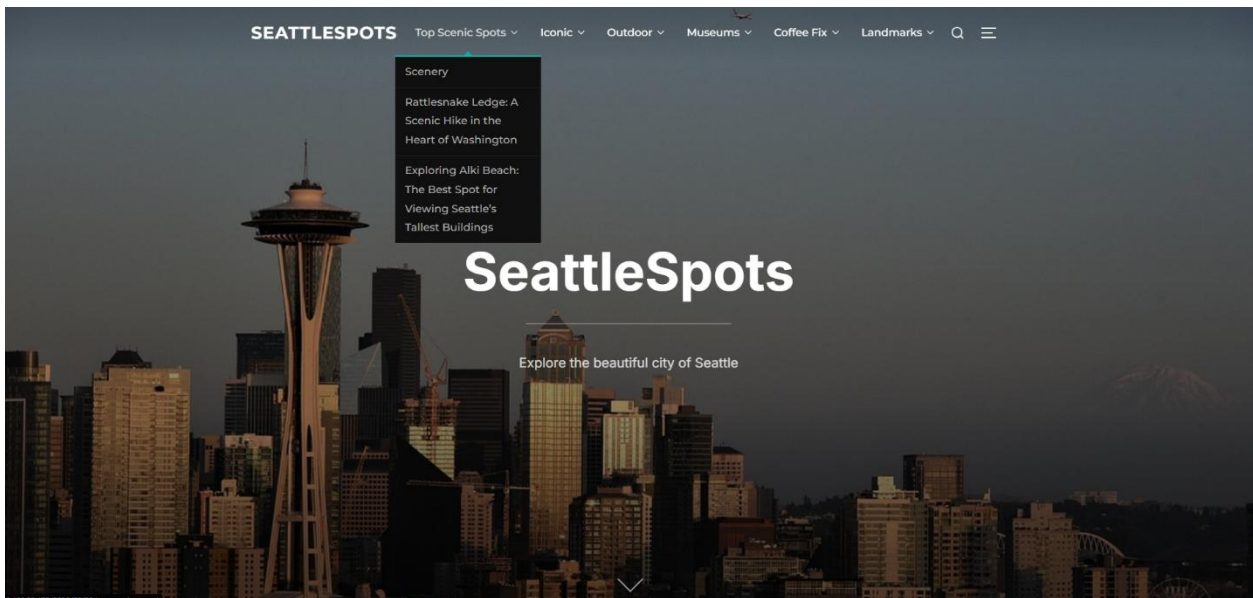 SEATTLESPOTS
Top Scenic Spots
Iconic
Outdoor
Museums
Coffee Fix
Landmarks
Scenery
Rattlesnake Ledge: A
Scenic Hike in the
Heart of Washington
Exploring Alki Beach:
The Best Spot for
Viewing Seattle's
Tallest Buildings
SeattleSpots
Explore the beautiful city of Seattle